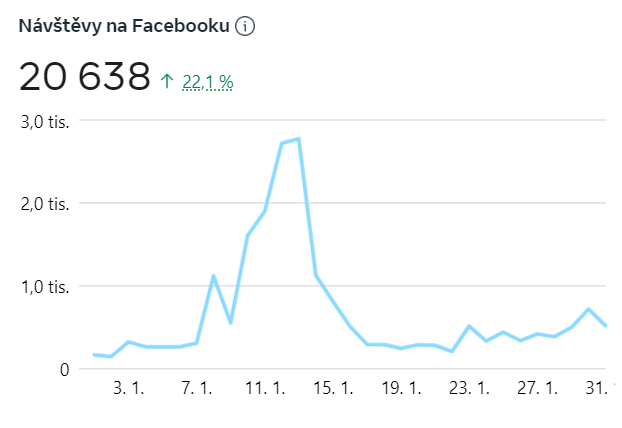 Návštěvy na Facebooku
20 638 ↑ 22,1 %
3,0 tis.
2,0 tis.
1,0 tis.
0
3. 1. 7. 1. 11. 1. 15. 1. 19. 1. 23. 1. 27. 1. 31.